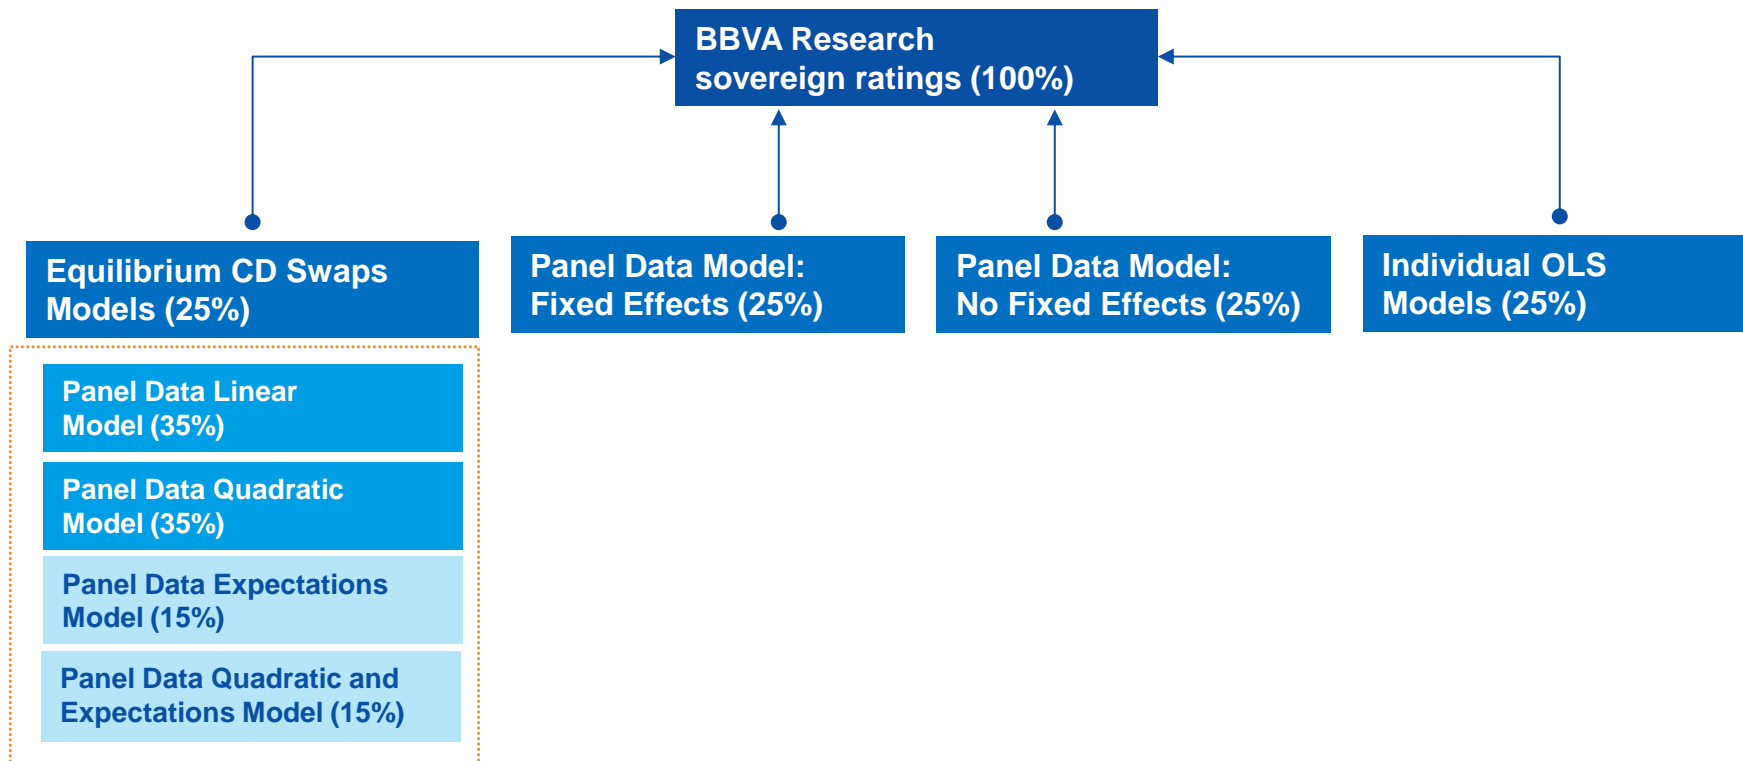 BBVA Research
sovereign ratings (100%)
Equilibrium CD Swaps
Models (25%)
Panel Data Model:
Fixed Effects (25%)
Panel Data Model:
No Fixed Effects (25%)
Individual OLS
Models (25%)
Panel Data Linear
Model (35%)
Panel Data Quadratic
Model (35%)
Panel Data Expectations
Model (15%)
Panel Data Quadratic and
Expectations Model (15%)